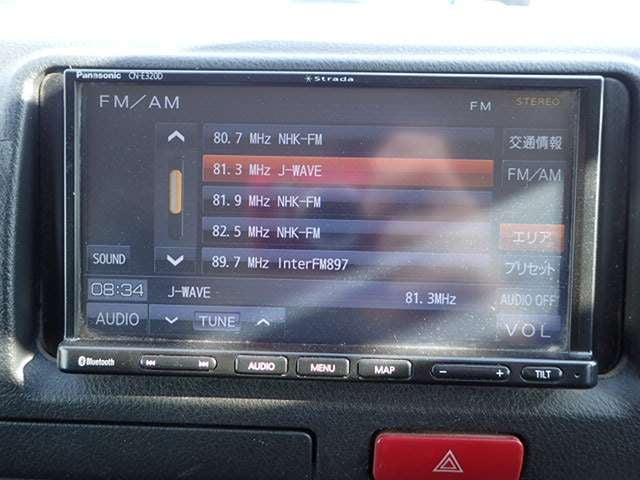 Panasonic CN-E320D
Strada
FM/AM FM STEREO
80.7 MHz NHK-FM
交通情報
81.3 MHz J-WAVE
FM/AM
81.9 MHz NHK-FM
82.5 MHz NHK-FM
エリア
SOUND
89.7 MHz InterFM897
プリセット
08:34 J-WAVE 81.3MHz
AUDIO OFF
AUDIO TUNE VOL
Bluetooth AUDIO MENU MAP − + TILT